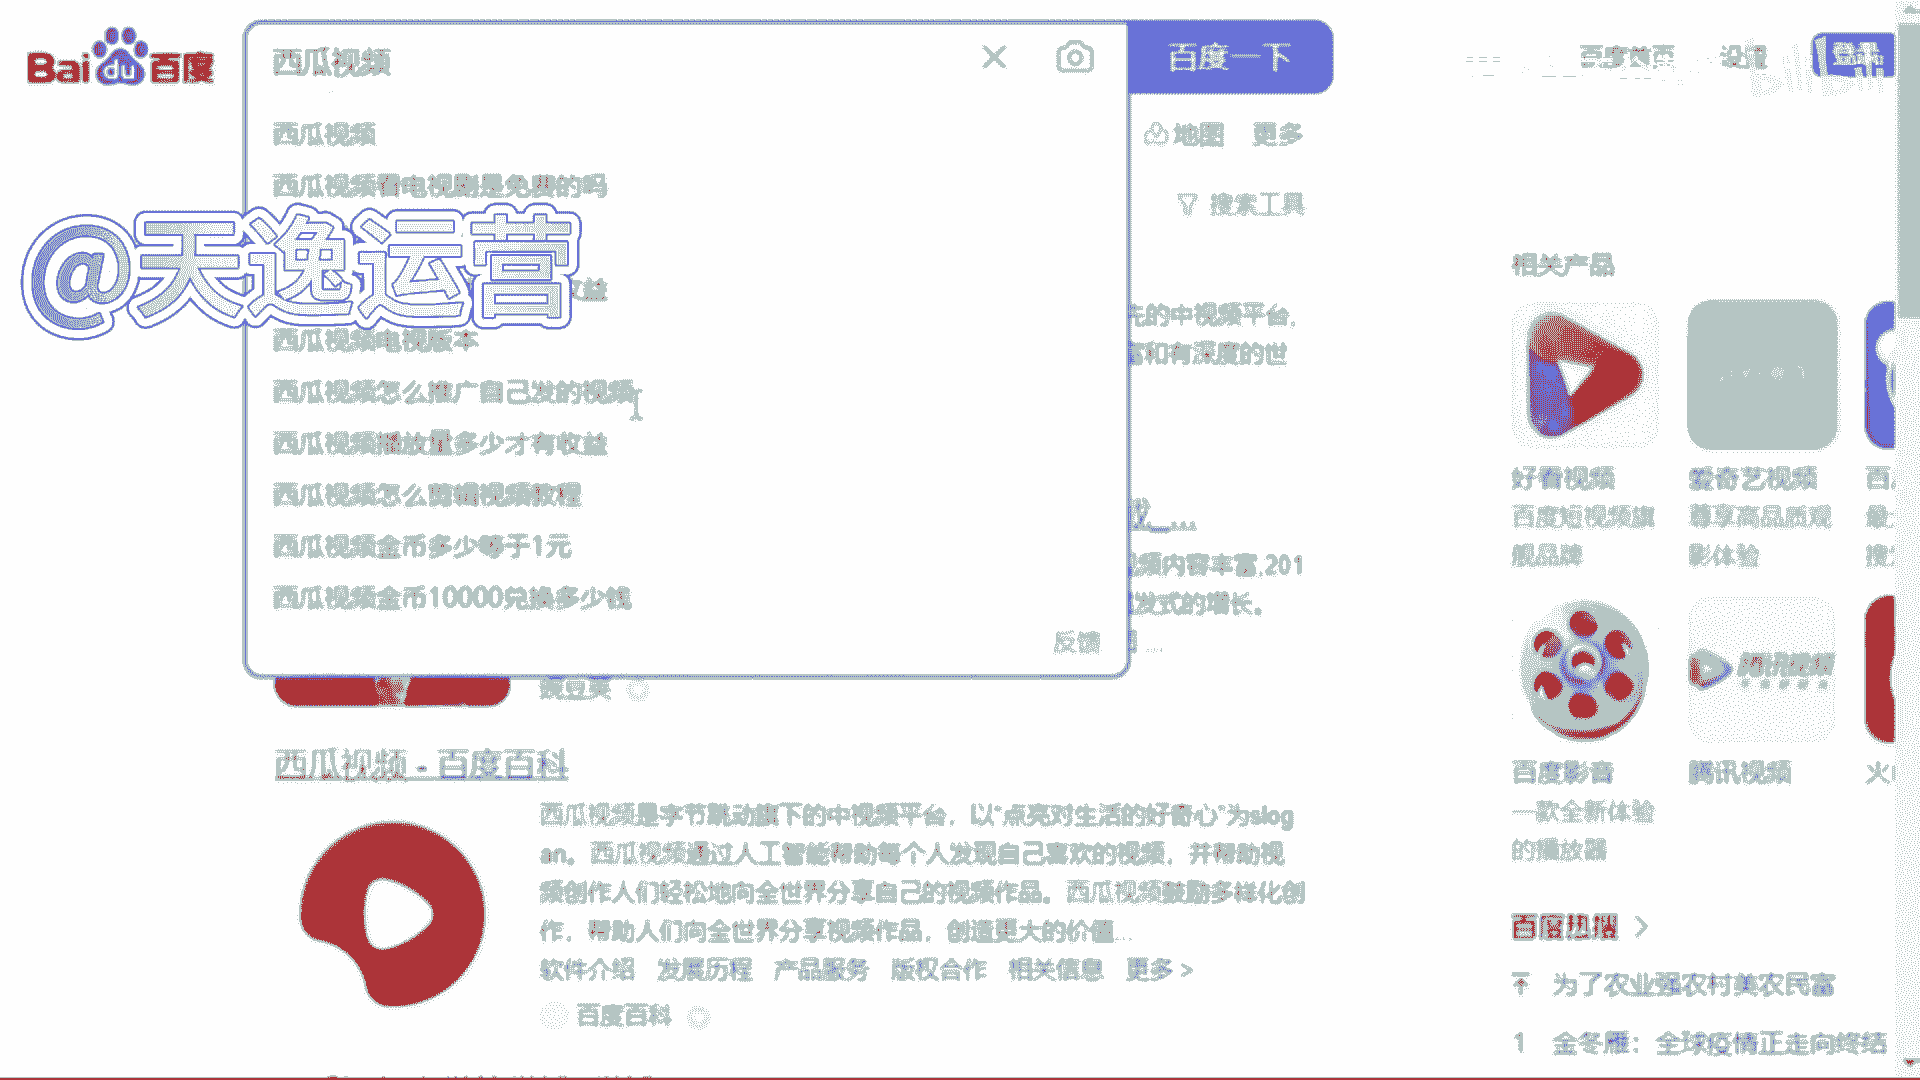 Bai du 百度
西瓜视频
百度一下
百度首页 设置 登录
bilibili
西瓜视频
地图 更多
西瓜视频看电视剧是免费的吗
搜索工具
@天逸运营
收益
西瓜视频电视版本
西瓜视频怎么推广自己发的视频
西瓜视频播放量多少才有收益
西瓜视频怎么剪辑视频教程
西瓜视频金币多少等于1元
西瓜视频金币10000兑换多少钱
反馈
先的中视频平台,
和有深度的世
频内容丰富,201
发式的增长。
豌豆荚
西瓜视频 - 百度百科
西瓜视频是字节跳动旗下的中视频平台，以“点亮对生活的好奇心”为slog
an。西瓜视频通过人工智能帮助每个人发现自己喜欢的视频，并帮助视
频创作人们轻松地向全世界分享自己的视频作品。西瓜视频鼓励多样化创
作，帮助人们向全世界分享视频作品，创造更大的价值...
软件介绍 发展历程 产品服务 版权合作 相关信息 更多 >
百度百科
相关产品
好看视频
百度短视频旗
舰品牌
爱奇艺视频
尊享高品质观
影体验
腾讯视频
百度影音
一款全新体验
的播放器
腾讯视频
百度热搜 >
为了农业强农村美农民富
1 金冬雁：全球疫情正走向终结